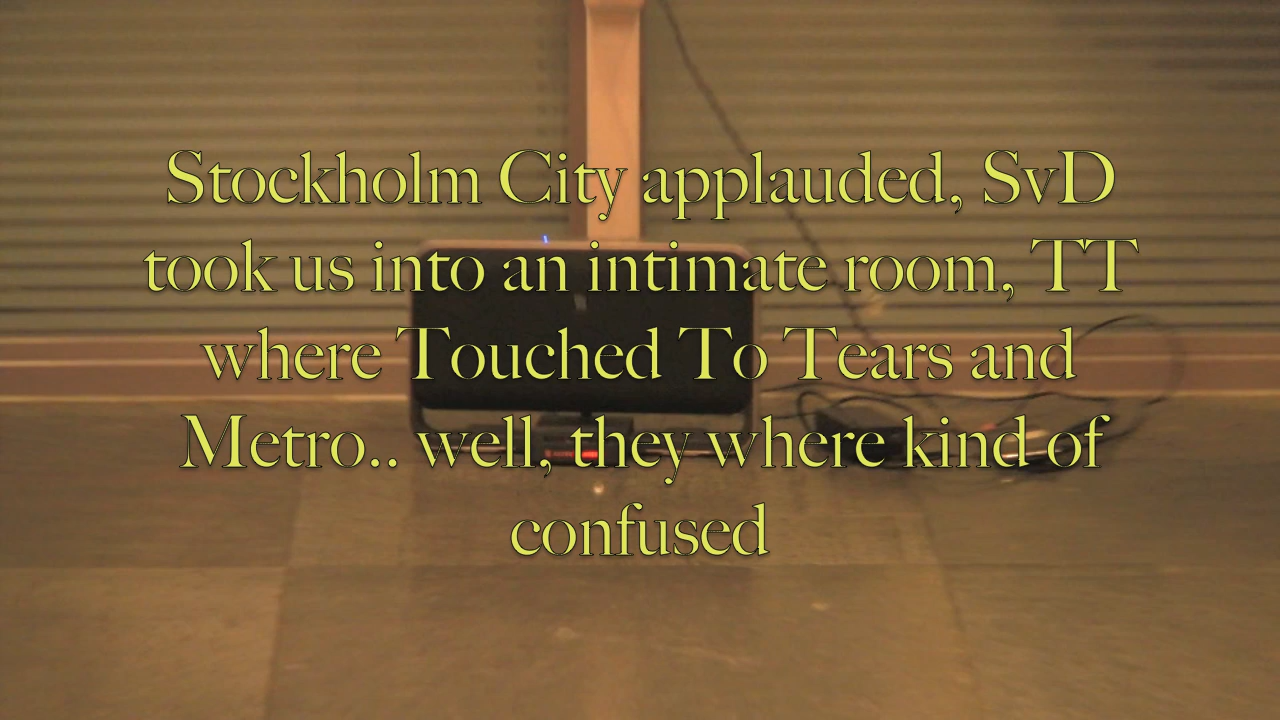 Stockholm City applauded, SvD
took us into an intimate room, TT
where Touched To Tears and
Metro.. well, they where kind of
confused